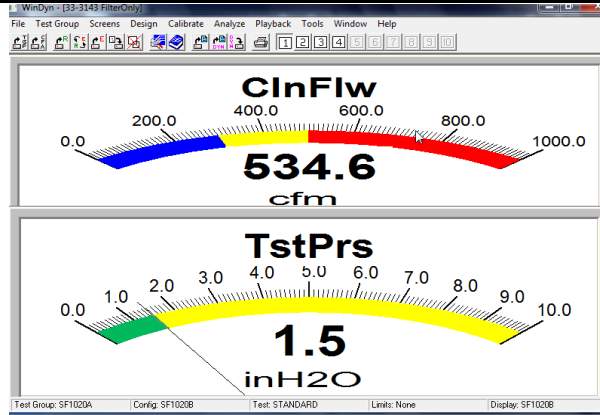 WinDyn - [33-3143 FilterOnly]
File Test Group Screens Design Calibrate Analyze Playback Tools Window Help
1 2 3 4 5 6 7 8 9 10
ClnFlw
0.0 200.0 400.0 600.0 800.0 1000.0
534.6
cfm
TstPrs
0.0 1.0 2.0 3.0 4.0 5.0 6.0 7.0 8.0 9.0 10.0
1.5
inH2O
Test Group: SF1020A Config: SF1020B Test: STANDARD Limits: None Display: SF1020B